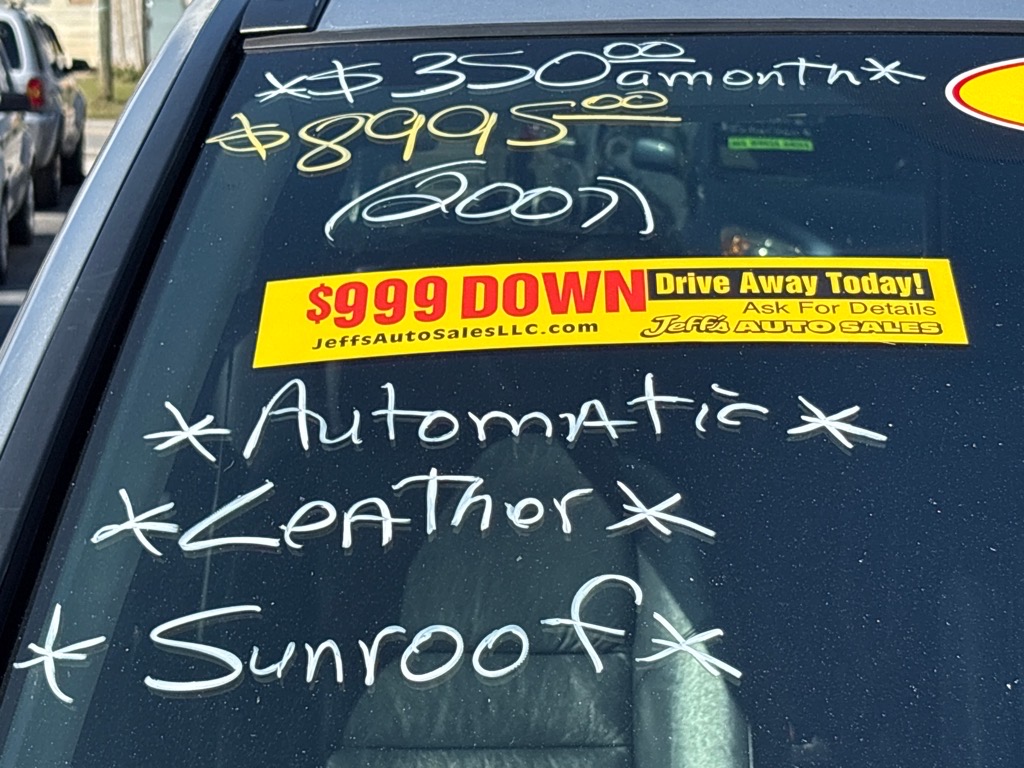 *$350.00 a month*
$8995.00
(2007)
$999 DOWN Drive Away Today!
Ask For Details
JeffsAutoSalesLLC.com Jeff's AUTO SALES
*AutomAtic*
*LeATher*
*Sunroof*